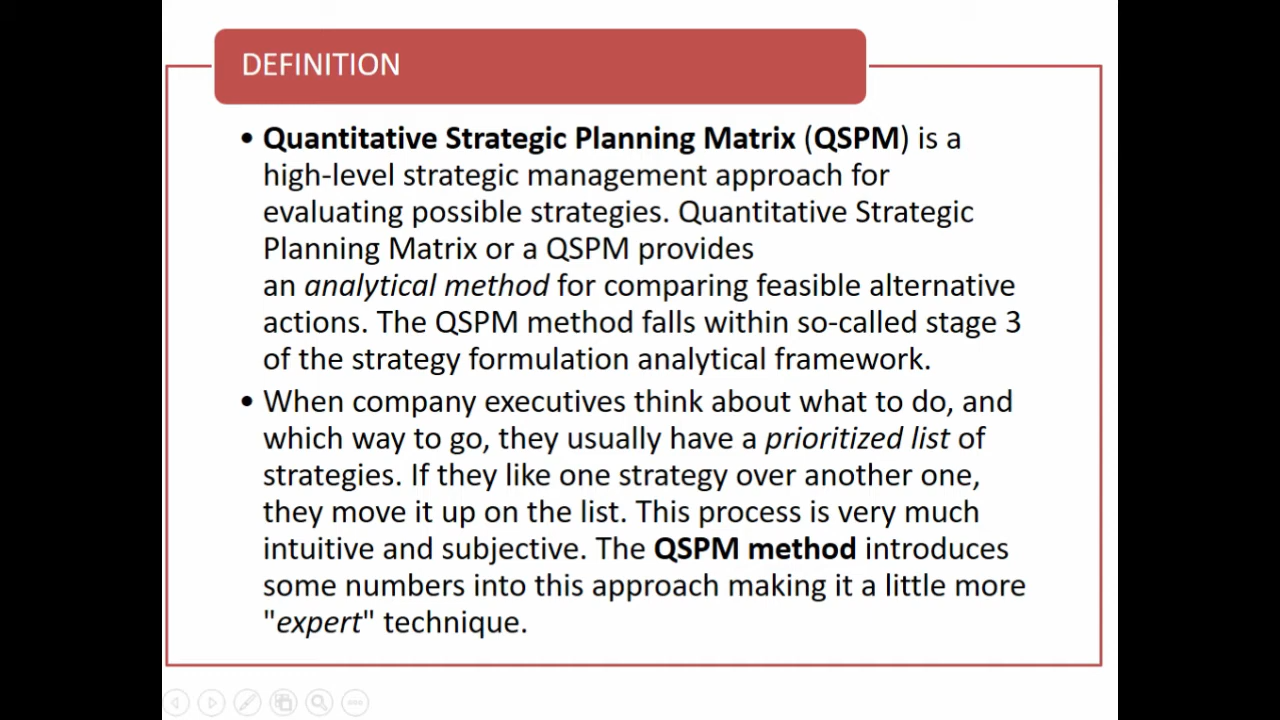 DEFINITION
• Quantitative Strategic Planning Matrix (QSPM) is a
high-level strategic management approach for
evaluating possible strategies. Quantitative Strategic
Planning Matrix or a QSPM provides
an analytical method for comparing feasible alternative
actions. The QSPM method falls within so-called stage 3
of the strategy formulation analytical framework.
• When company executives think about what to do, and
which way to go, they usually have a prioritized list of
strategies. If they like one strategy over another one,
they move it up on the list. This process is very much
intuitive and subjective. The QSPM method introduces
some numbers into this approach making it a little more
"expert" technique.